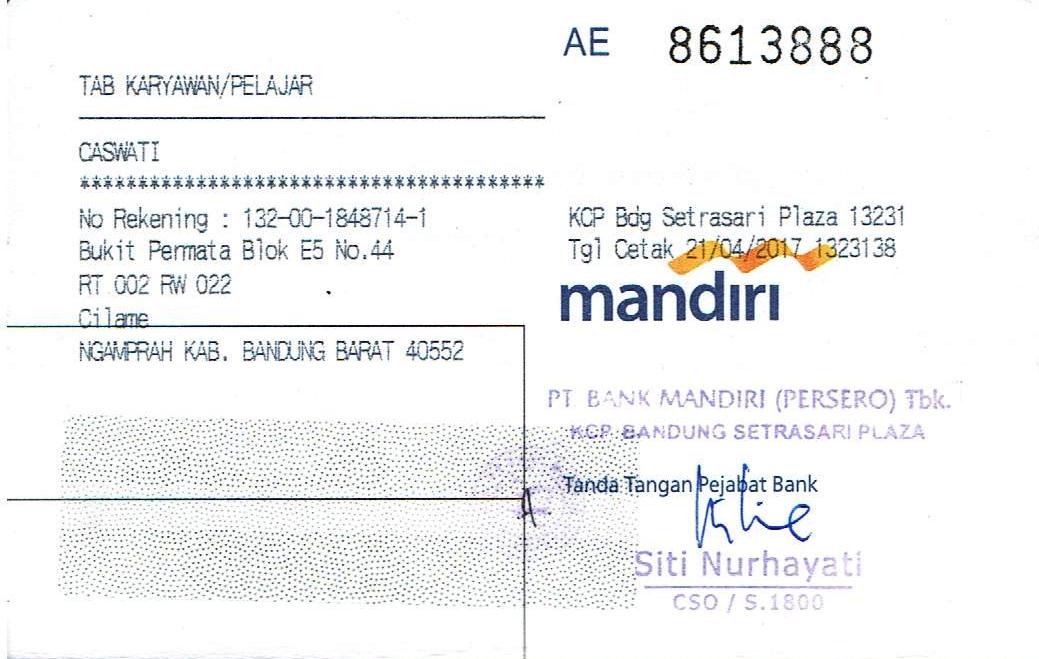 AE 8613888
TAB KARYAWAN/PELAJAR
CASWATI
****************************************
No Rekening : 132-00-1848714-1
Bukit Permata Blok E5 No.44
RT 002 RW 022
Cilame
NGAMPRAH KAB. BANDUNG BARAT 40552
KCP Bdg Setrasari Plaza 13231
Tgl Cetak 21/04/2017 1323138
mandiri
PT. BANK MANDIRI (PERSERO) Tbk.
KCP BANDUNG SETRASARI PLAZA
Tanda Tangan Pejabat Bank
Siti Nurhayati
CSO / S.1800